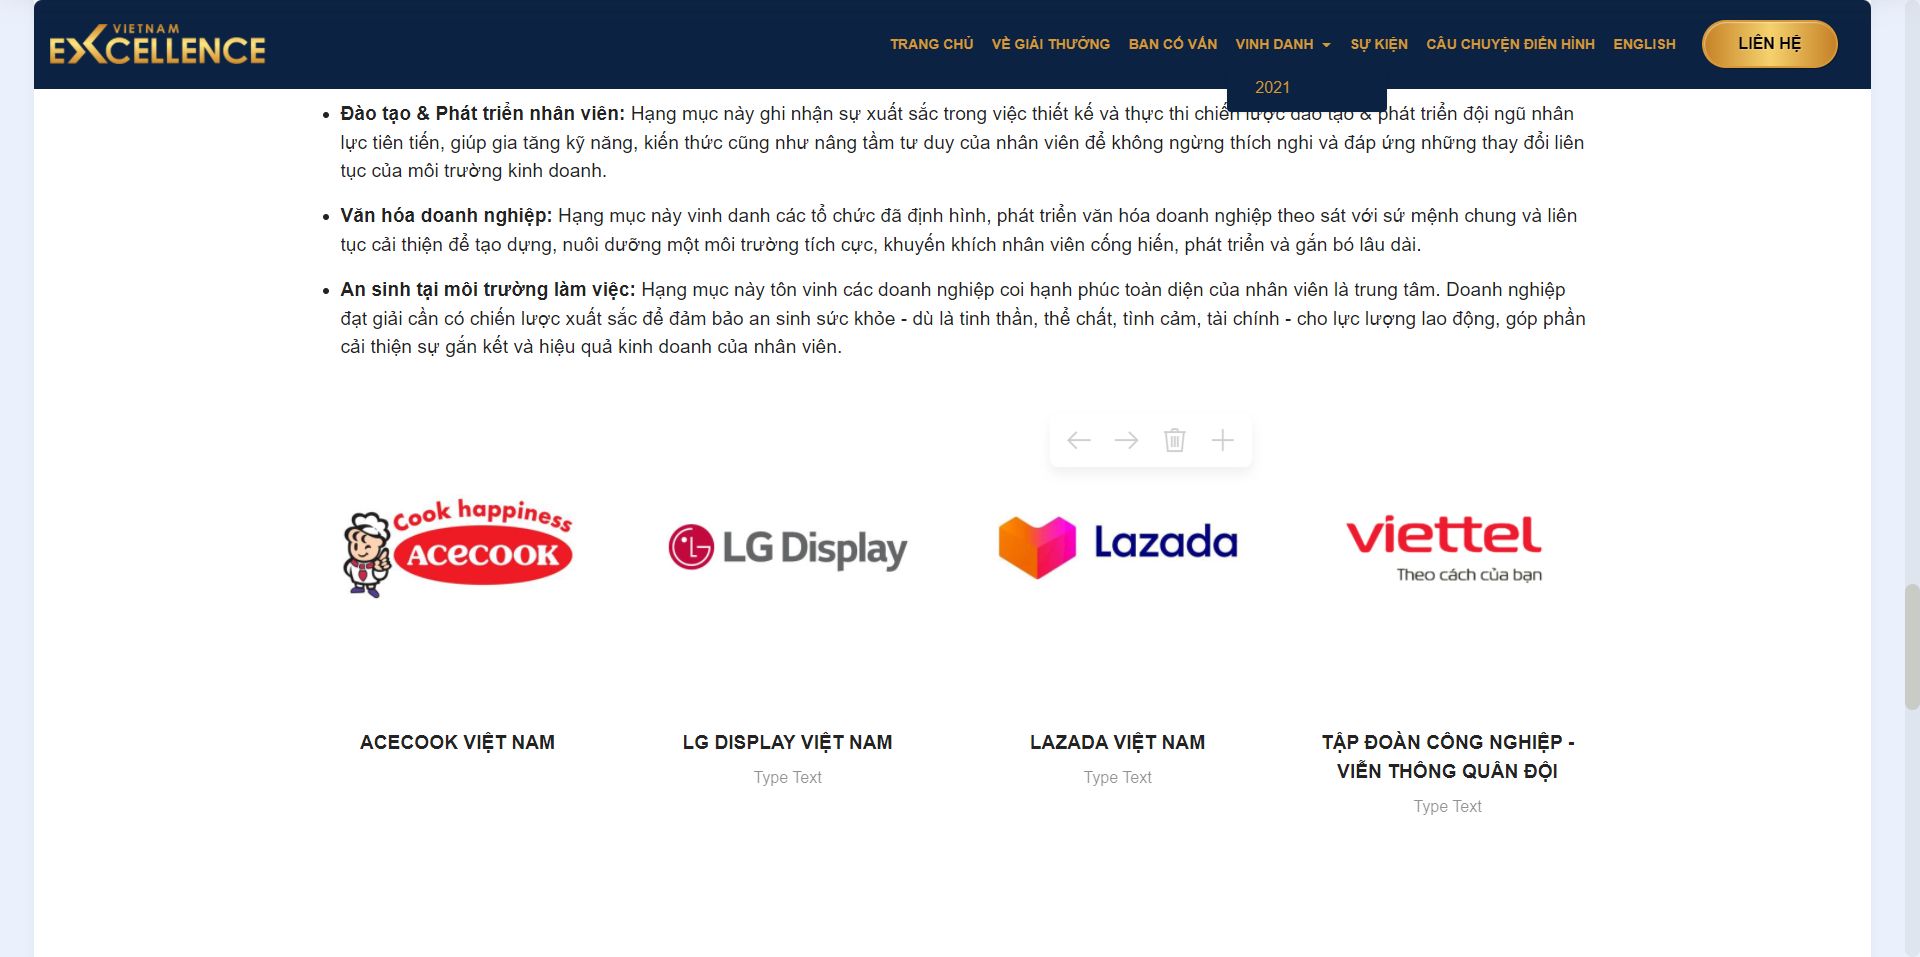 VIETNAM
EXCELLENCE
TRANG CHỦ VỀ GIẢI THƯỞNG BAN CỐ VẤN VINH DANH SỰ KIỆN CÂU CHUYỆN ĐIỂN HÌNH ENGLISH LIÊN HỆ
2021
Đào tạo & Phát triển nhân viên: Hạng mục này ghi nhận sự xuất sắc trong việc thiết kế và thực thi chiến lược đào tạo & phát triển đội ngũ nhân
lực tiên tiến, giúp gia tăng kỹ năng, kiến thức cũng như nâng tầm tư duy của nhân viên để không ngừng thích nghi và đáp ứng những thay đổi liên
tục của môi trường kinh doanh.
Văn hóa doanh nghiệp: Hạng mục này vinh danh các tổ chức đã định hình, phát triển văn hóa doanh nghiệp theo sát với sứ mệnh chung và liên
tục cải thiện để tạo dựng, nuôi dưỡng một môi trường tích cực, khuyến khích nhân viên cống hiến, phát triển và gắn bó lâu dài.
An sinh tại môi trường làm việc: Hạng mục này tôn vinh các doanh nghiệp coi hạnh phúc toàn diện của nhân viên là trung tâm. Doanh nghiệp
đạt giải cần có chiến lược xuất sắc để đảm bảo an sinh sức khỏe - dù là tinh thần, thể chất, tình cảm, tài chính - cho lực lượng lao động, góp phần
cải thiện sự gắn kết và hiệu quả kinh doanh của nhân viên.
Cook happiness
ACECOOK
LG Display
Lazada
viettel
Theo cách của bạn
ACECOOK VIỆT NAM
LG DISPLAY VIỆT NAM
Type Text
LAZADA VIỆT NAM
Type Text
TẬP ĐOÀN CÔNG NGHIỆP -
VIỄN THÔNG QUÂN ĐỘI
Type Text